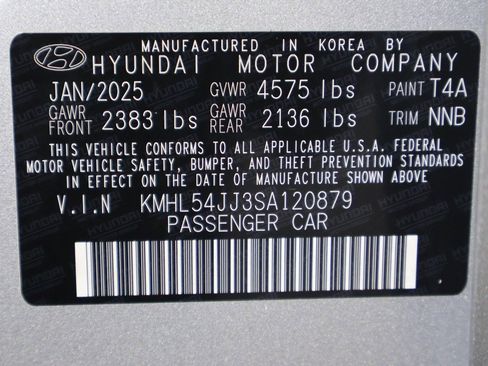 MANUFACTURED IN KOREA BY
HYUNDAI MOTOR COMPANY
JAN/2025 GVWR 4575 lbs PAINT T4A
GAWR FRONT 2383 lbs GAWR REAR 2136 lbs TRIM NNB
THIS VEHICLE CONFORMS TO ALL APPLICABLE U.S.A. FEDERAL
MOTOR VEHICLE SAFETY, BUMPER, AND THEFT PREVENTION STANDARDS
IN EFFECT ON THE DATE OF MANUFACTURE SHOWN ABOVE
V.I.N KMHL54JJ3SA120879
PASSENGER CAR